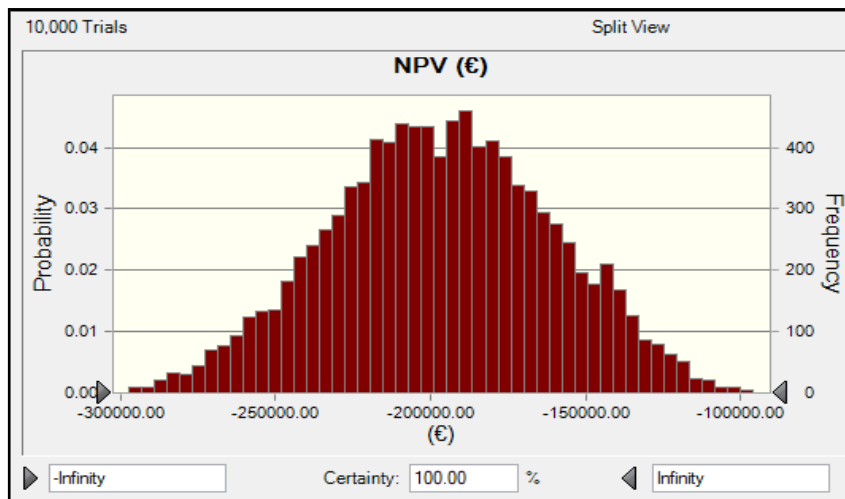 10,000 Trials Split View
NPV (€)
0.04 400
0.03 300
0.02 200
0.01 100
0.00 0
Probability
Frequency
-300000.00 -250000.00 -200000.00 -150000.00 -100000.00
(€)
-Infinity Certainty: 100.00 % Infinity